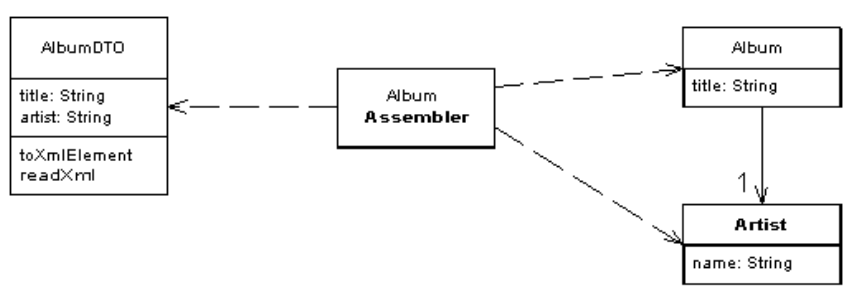 AlbumDTO
title: String
artist: String
toXmlElement
readXml
Album
Assembler
Album
title: String
1
Artist
name: String